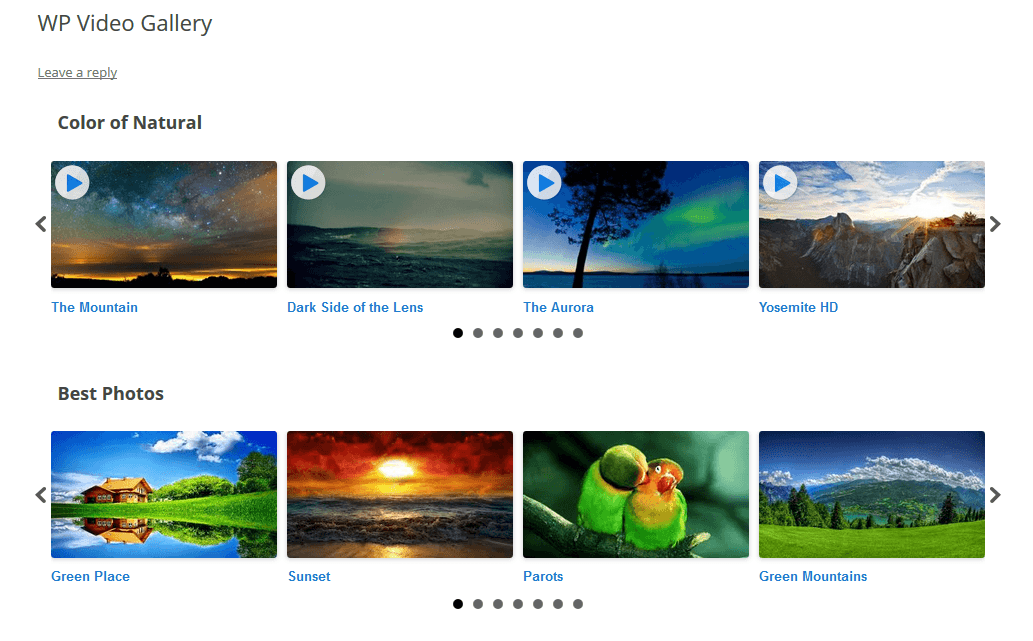 WP Video Gallery
Leave a reply
Color of Natural
The Mountain
Dark Side of the Lens
The Aurora
Yosemite HD
Best Photos
Green Place
Sunset
Parots
Green Mountains